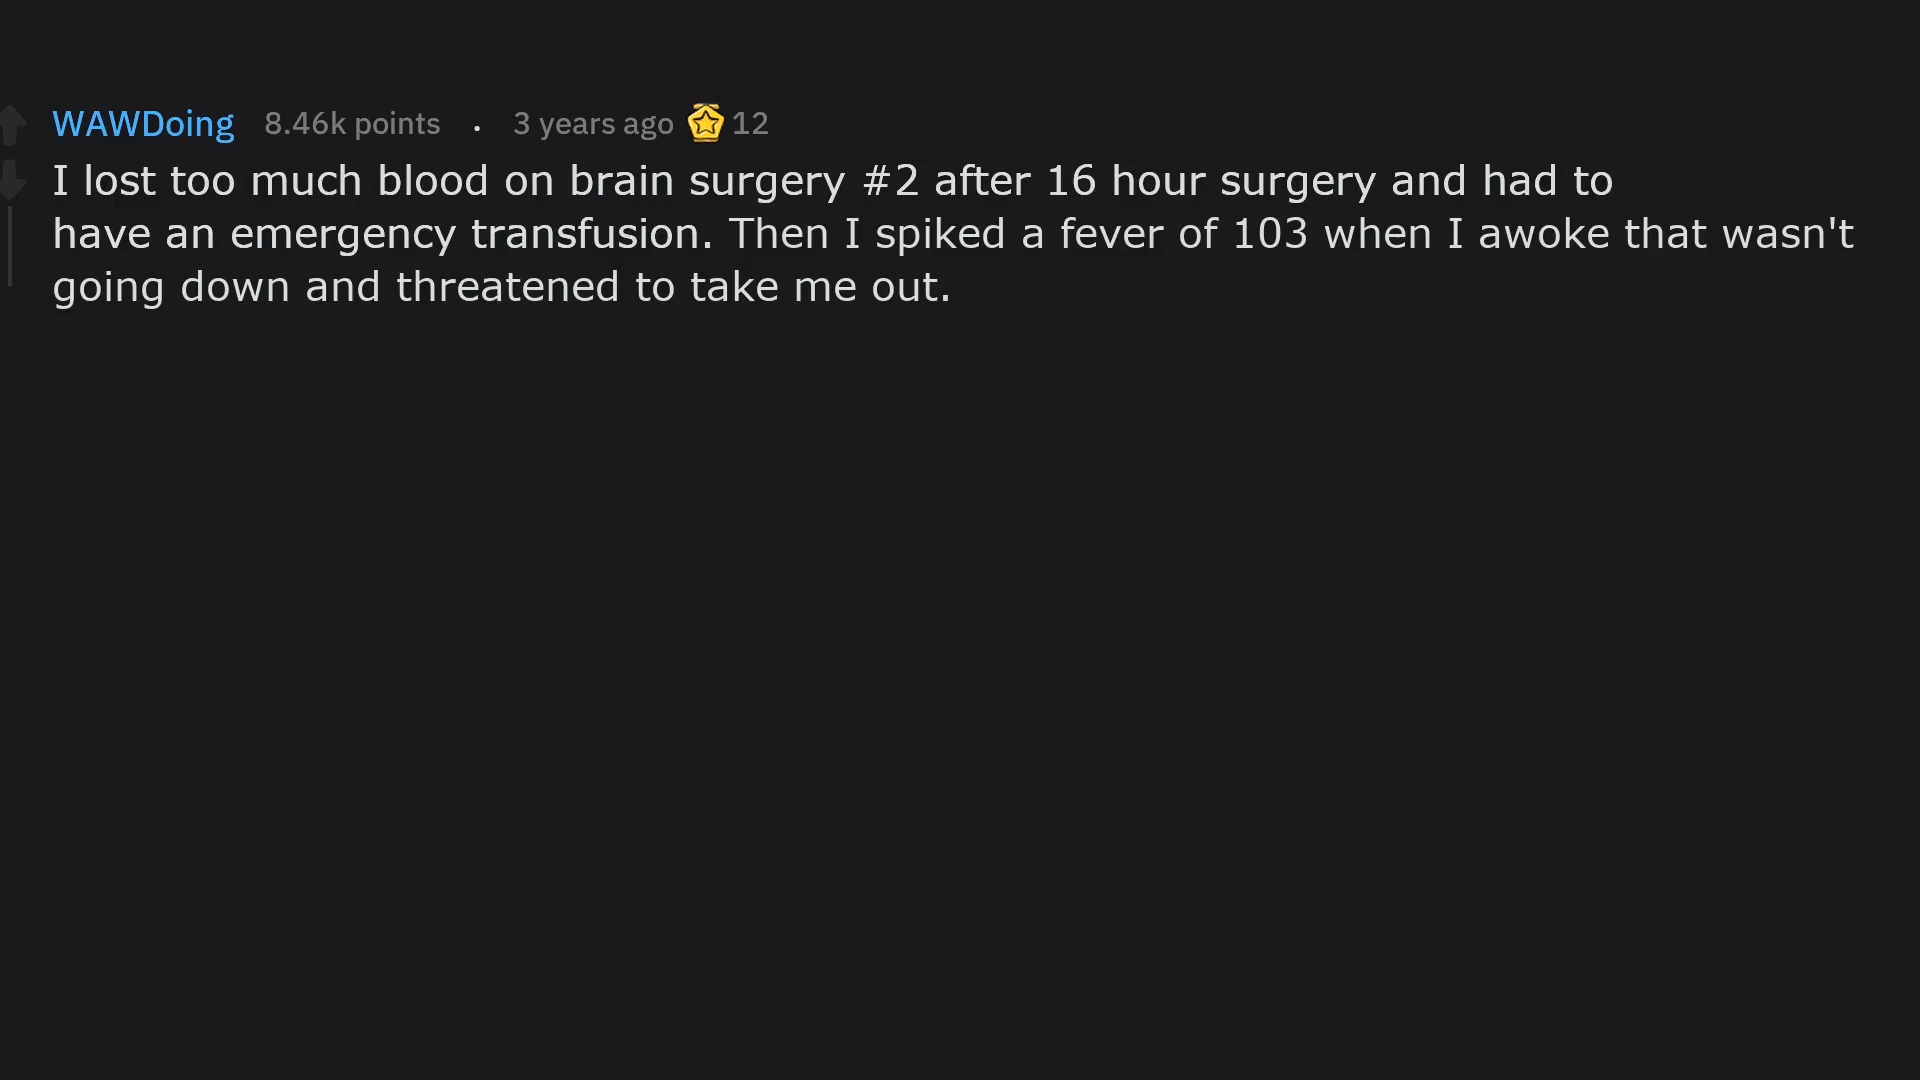 WAWDoing 8.46k points . 3 years ago 12
I lost too much blood on brain surgery #2 after 16 hour surgery and had to
have an emergency transfusion. Then I spiked a fever of 103 when I awoke that wasn't
going down and threatened to take me out.